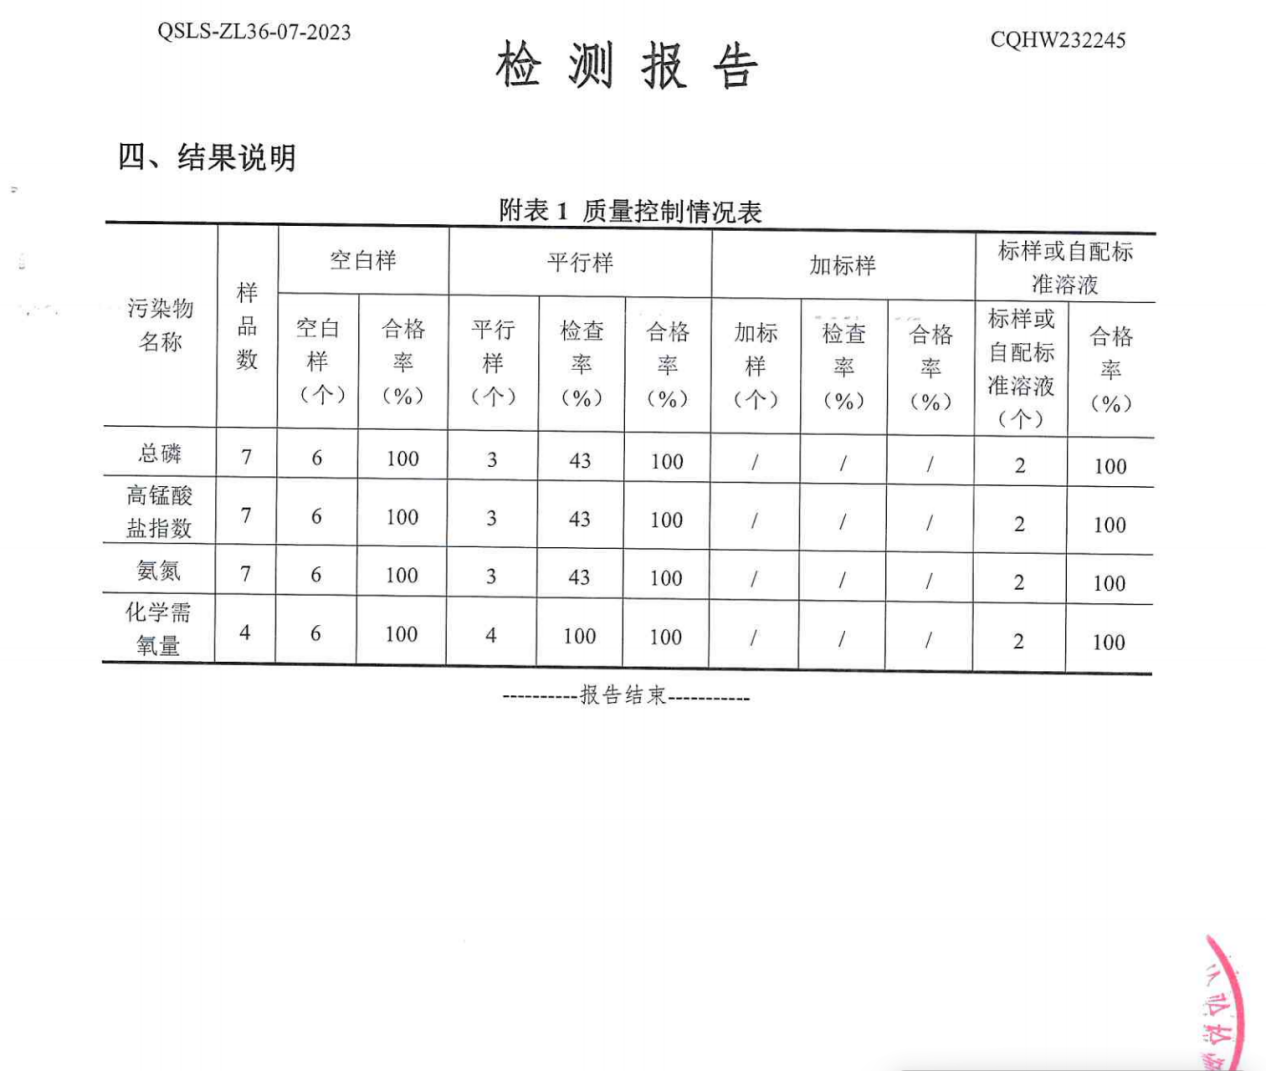 QSLS-ZL36-07-2023
CQHW232245
检测报告
四、结果说明
附表 1 质量控制情况表
污染物名称 样品数 空白样 平行样 加标样 标样或自配标准溶液
空白样（个） 合格率（%） 平行样（个） 检查率（%） 合格率（%） 加标样（个） 检查率（%） 合格率（%） 标样或自配标准溶液（个） 合格率（%）
总磷 7 6 100 3 43 100 / / / 2 100
高锰酸盐指数 7 6 100 3 43 100 / / / 2 100
氨氮 7 6 100 3 43 100 / / / 2 100
化学需氧量 4 6 100 4 100 100 / / / 2 100
----------报告结束-----------